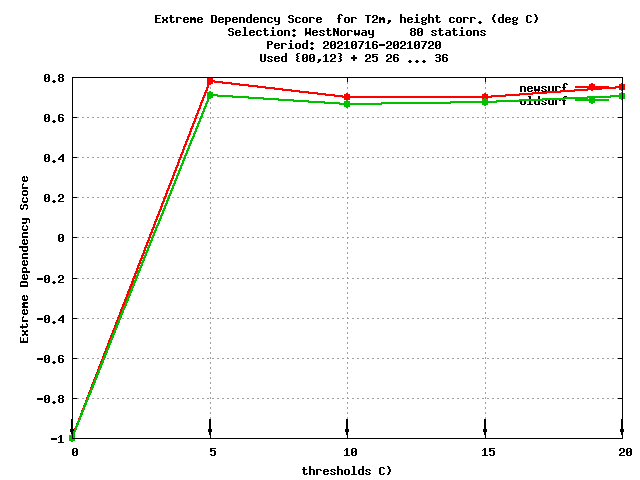 Extreme Dependency Score  for T2m, height corr. (deg C)
Selection: WestNorway     80 stations
Period: 20210716-20210720
Used {00,12} + 25 26 ... 36
0.8
newsurf
oldsurf
0.6
0.4
0.2
0
-0.2
-0.4
-0.6
-0.8
-1
Extreme Dependency Score
0 5 10 15 20
thresholds C)